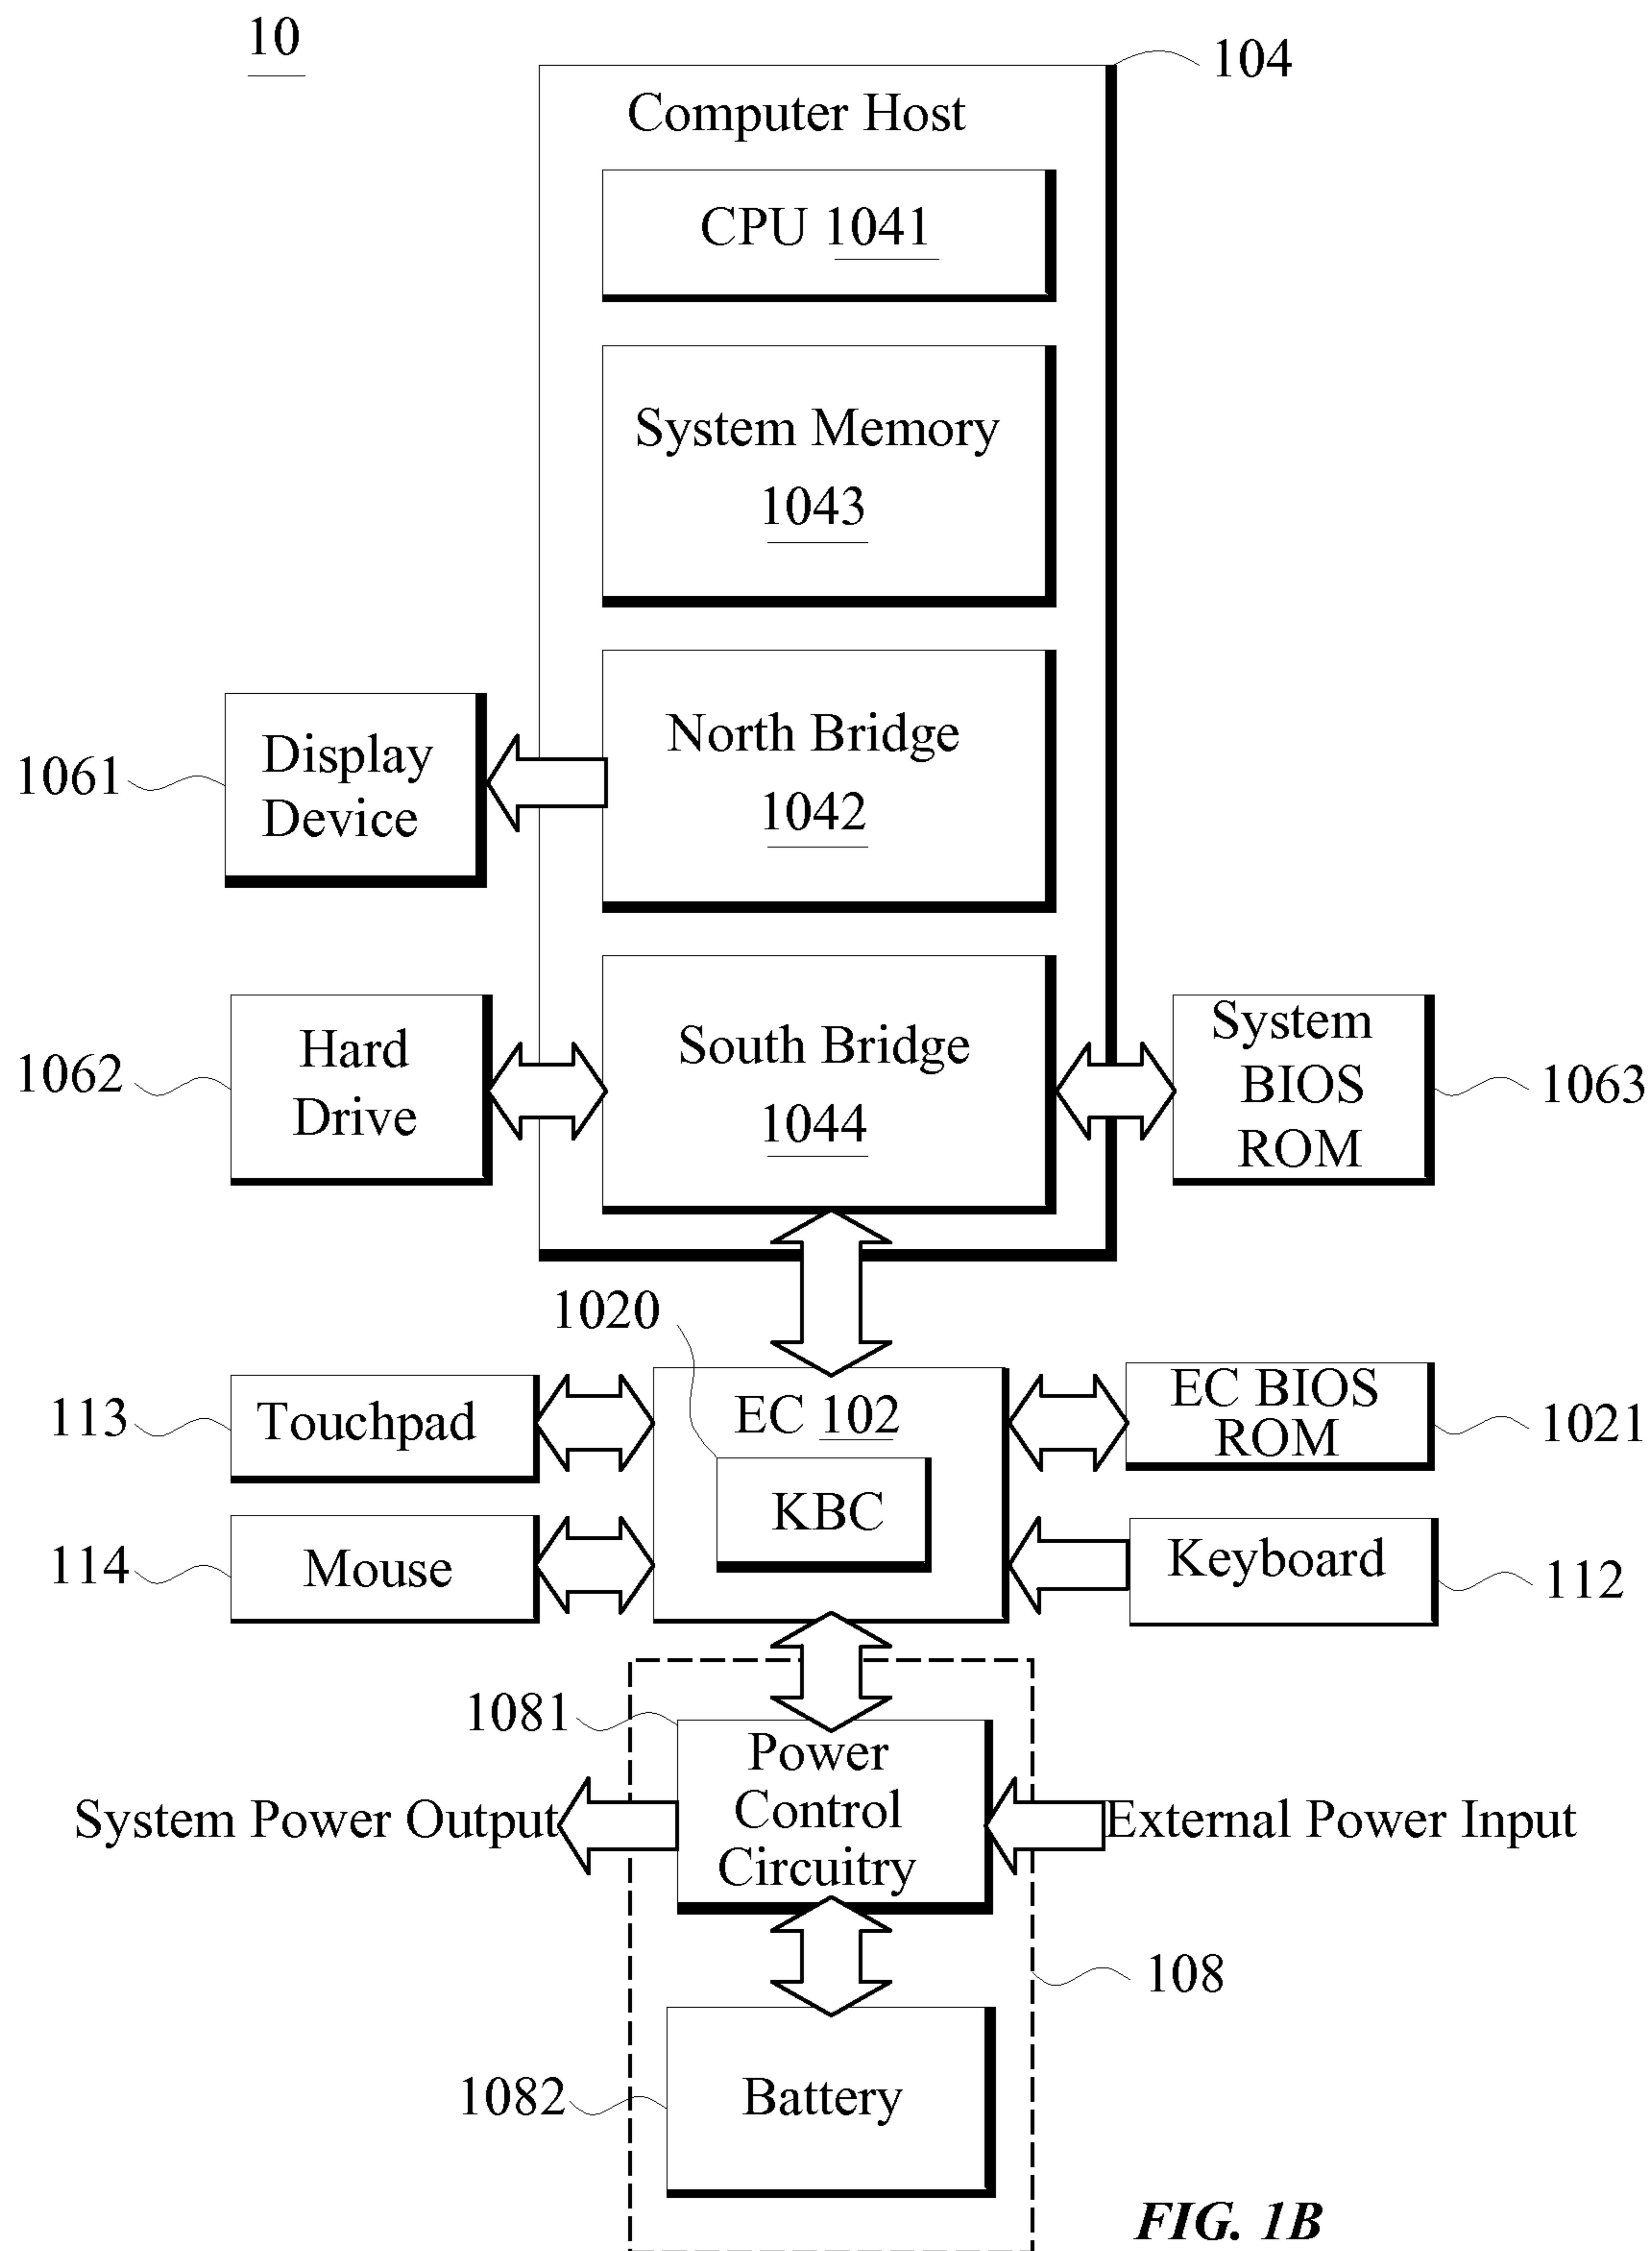 10
104
Computer Host
CPU 1041
System Memory
1043
North Bridge
1042
1061
Display
Device
South Bridge
1044
1062
Hard
Drive
System
BIOS
ROM
1063
1020
113
Touchpad
EC 102
KBC
EC BIOS
ROM
1021
114
Mouse
Keyboard
112
1081
Power
Control
Circuitry
System Power Output
External Power Input
108
1082
Battery
FIG. 1B